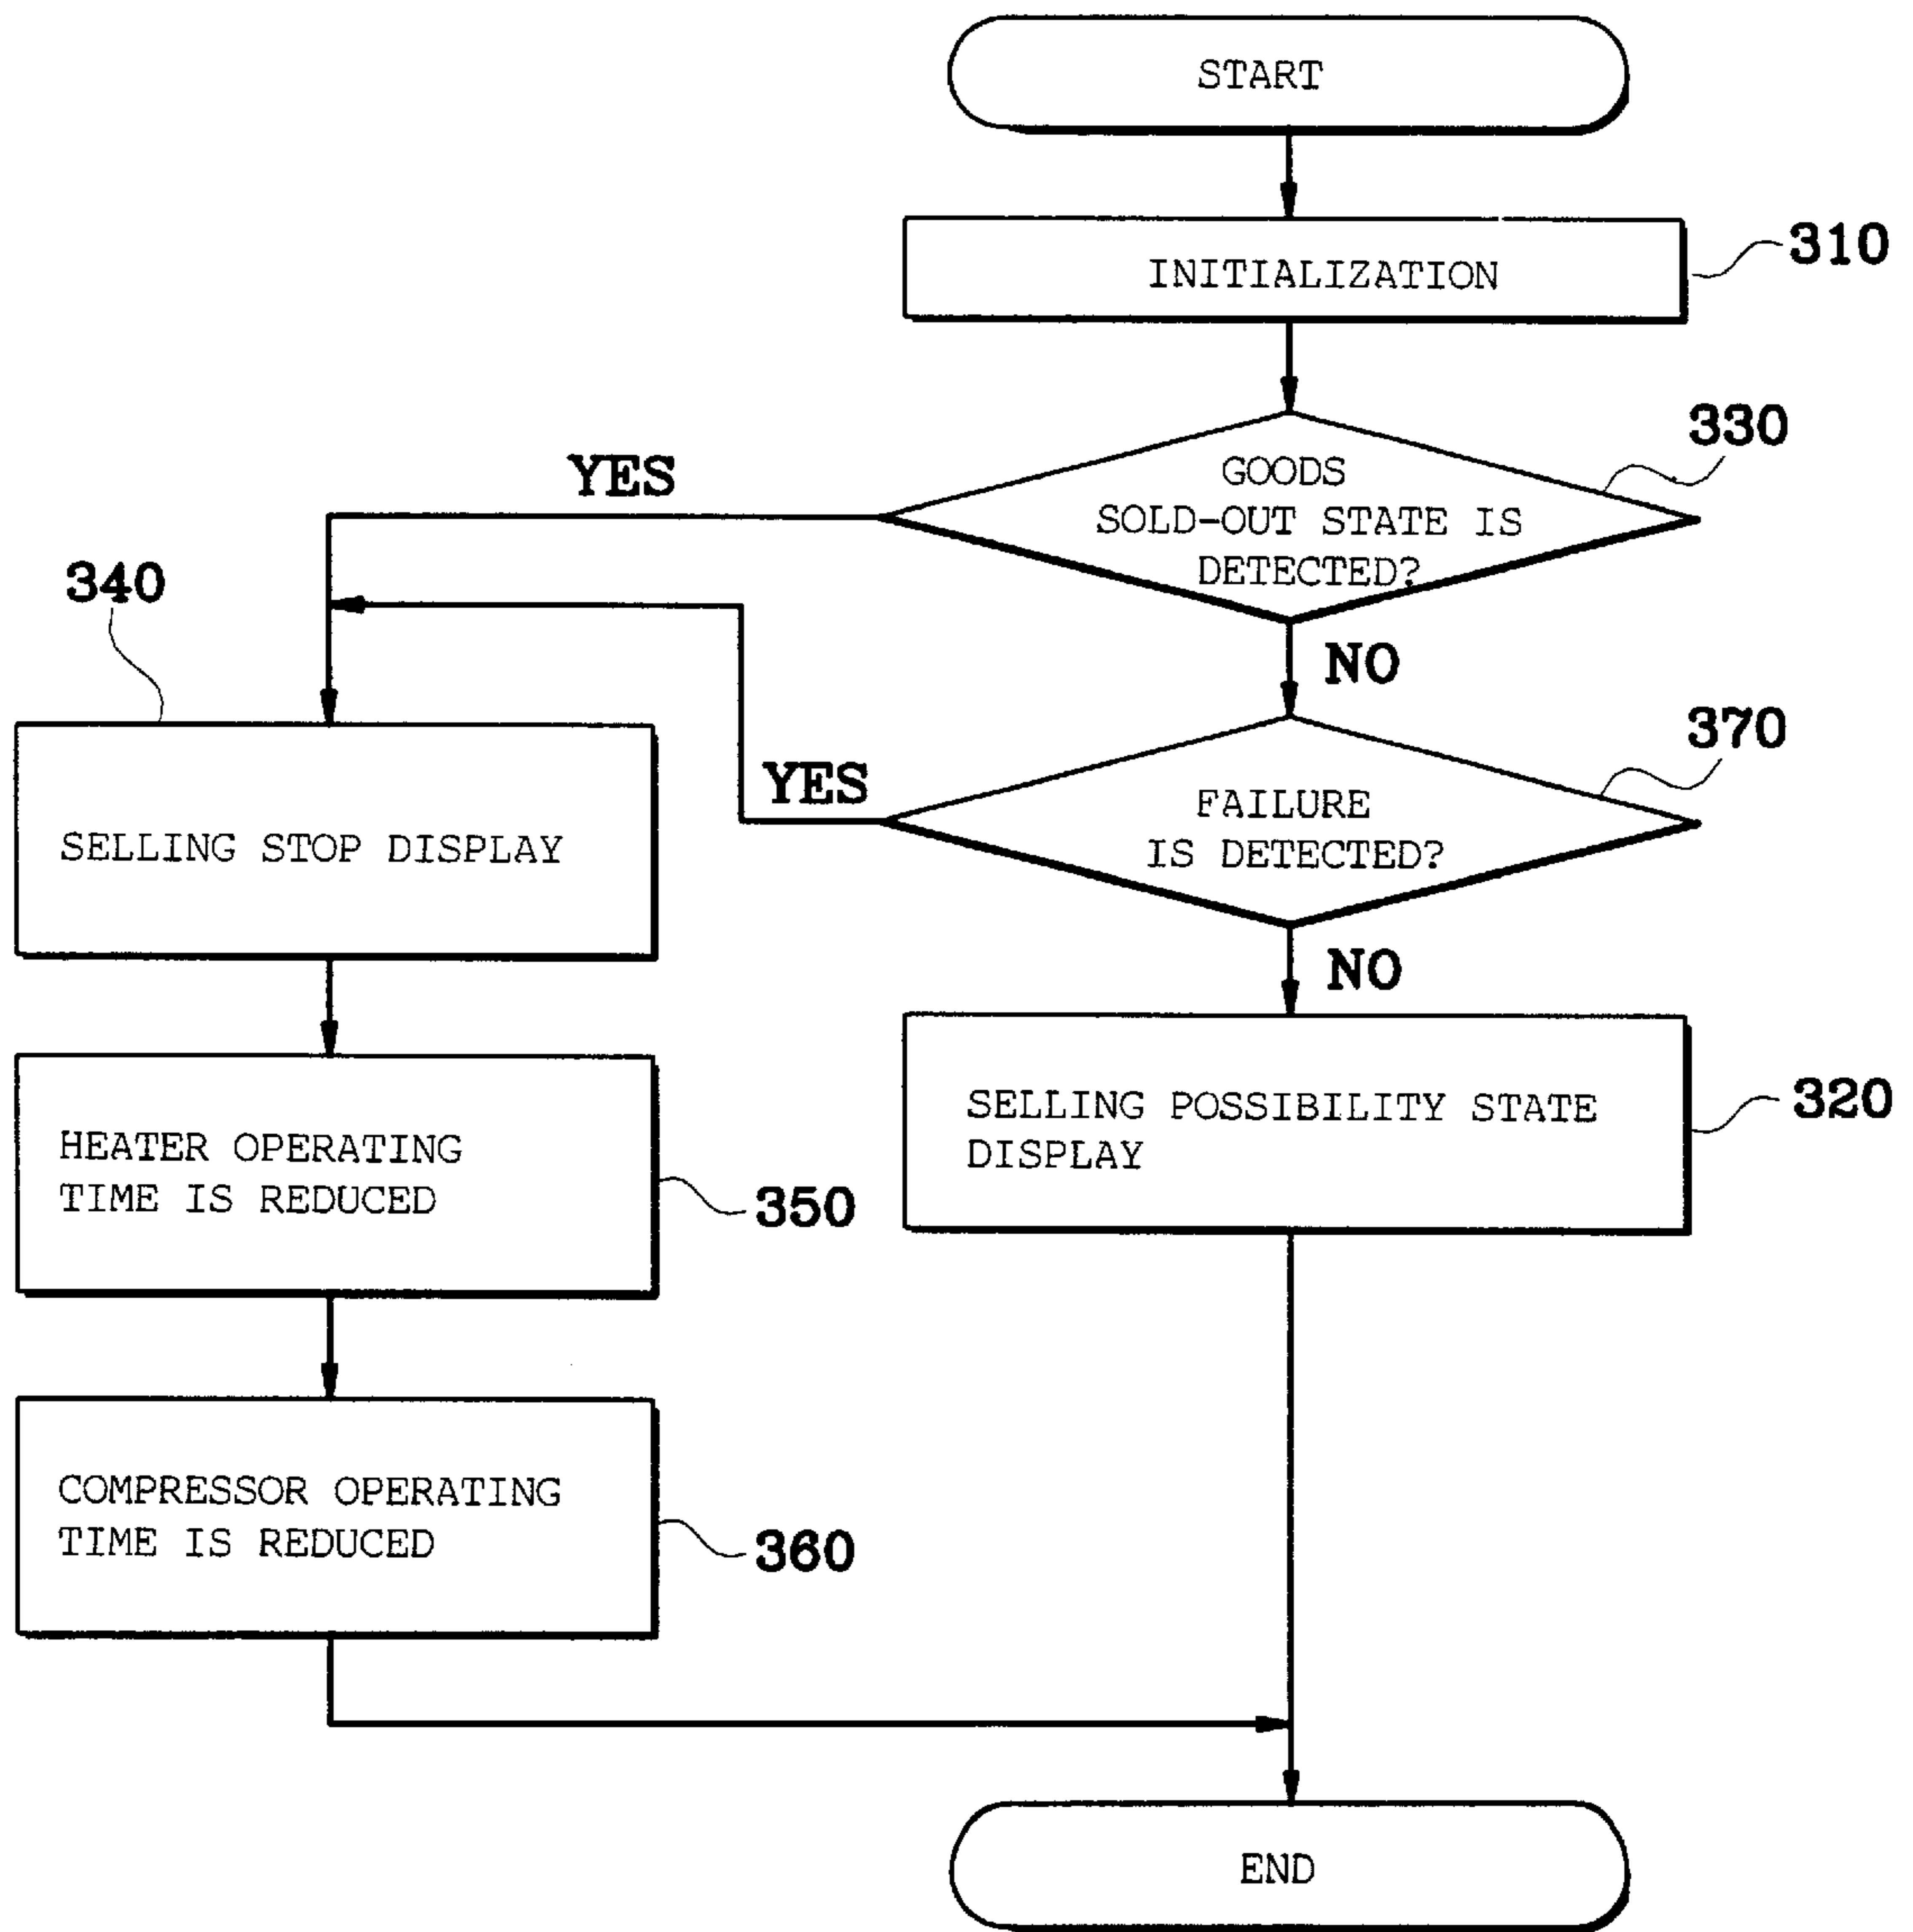 START
INITIALIZATION
310
330
GOODS
SOLD-OUT STATE IS
DETECTED?
YES
NO
340
SELLING STOP DISPLAY
370
FAILURE
IS DETECTED?
YES
NO
HEATER OPERATING
TIME IS REDUCED
350
SELLING POSSIBILITY STATE
DISPLAY
320
COMPRESSOR OPERATING
TIME IS REDUCED
360
END